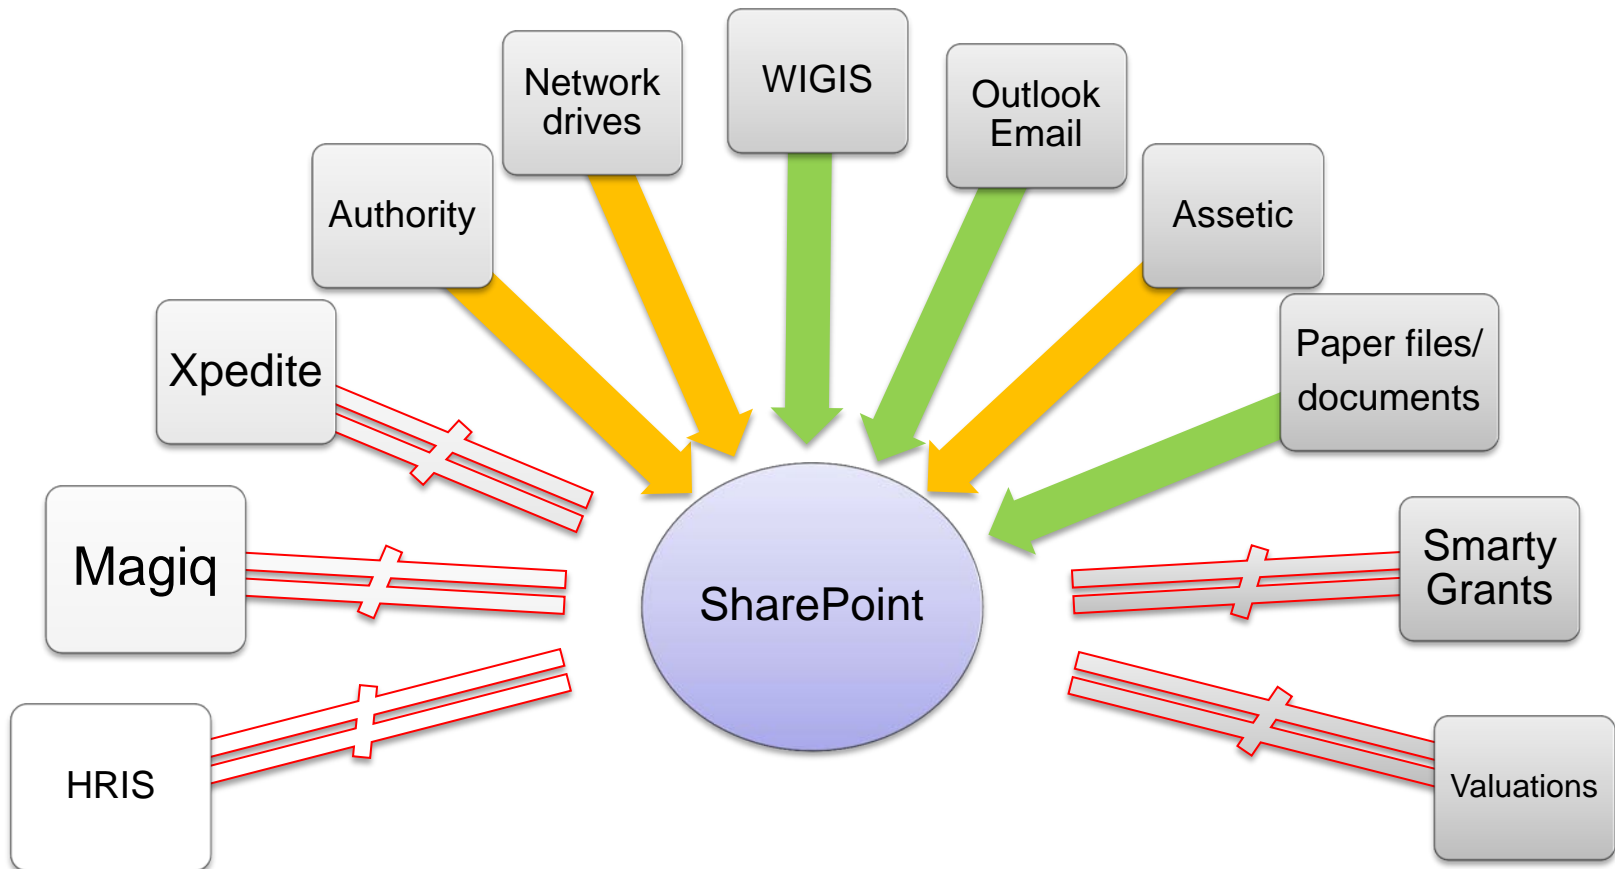 WIGIS
Network
drives
Outlook
Email
Authority
Assetic
Xpedite
Paper files/
documents
Magiq
SharePoint
Smarty
Grants
HRIS
Valuations